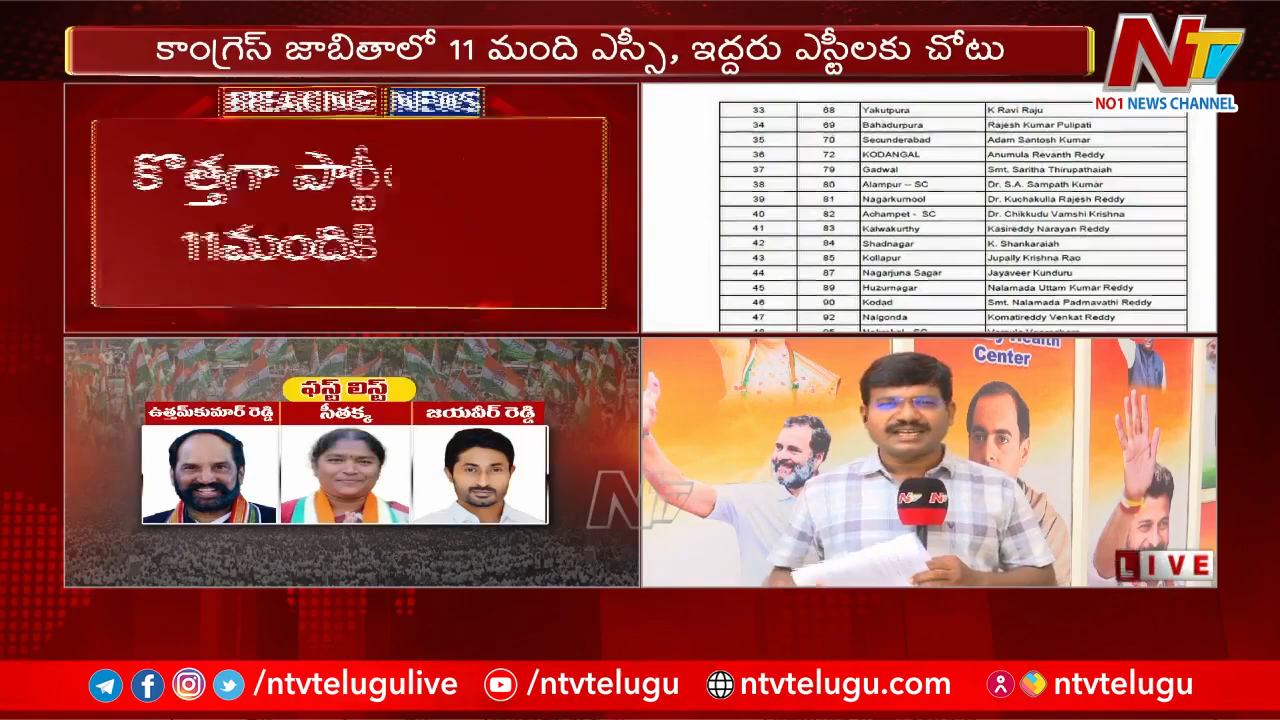 కాంగ్రెస్ జాబితాలో 11 మంది ఎస్సీ, ఇద్దరు ఎస్టీలకు చోటు
NTV
NO1 NEWS CHANNEL
BREAKING NEWS
కొత్తగా
11మందికి
33 68 Yakutpura K Ravi Raju
34 69 Bahadurpura Rajesh Kumar Pulipati
35 70 Secunderabad Adam Santosh Kumar
36 72 KODANGAL Anumula Revanth Reddy
37 79 Gadwal Smt. Saritha Thirupathaiah
38 80 Alampur -- SC Dr. S.A. Sampath Kumar
39 81 Nagarkurnool Dr. Kuchakulla Rajesh Reddy
40 82 Achampet - SC Dr. Chikkudu Vamshi Krishna
41 83 Kalwakurthy Kasireddy Narayan Reddy
42 84 Shadnagar K. Shankaraiah
43 85 Kollapur Jupally Krishna Rao
44 87 Nagarjuna Sagar Jayaveer Kunduru
45 89 Huzurnagar Nalamada Uttam Kumar Reddy
46 90 Kodad Smt. Nalamada Padmavathi Reddy
47 92 Nalgonda Komatireddy Venkat Reddy
ఫస్ట్ లిస్ట్
ఉత్తమ్‌కుమార్ రెడ్డి సీతక్క జయవీర్ రెడ్డి
NTV
Health
Center
NTV NTV
LIVE
/ntvtelugulive /ntvtelugu ntvtelugu.com ntvtelugu